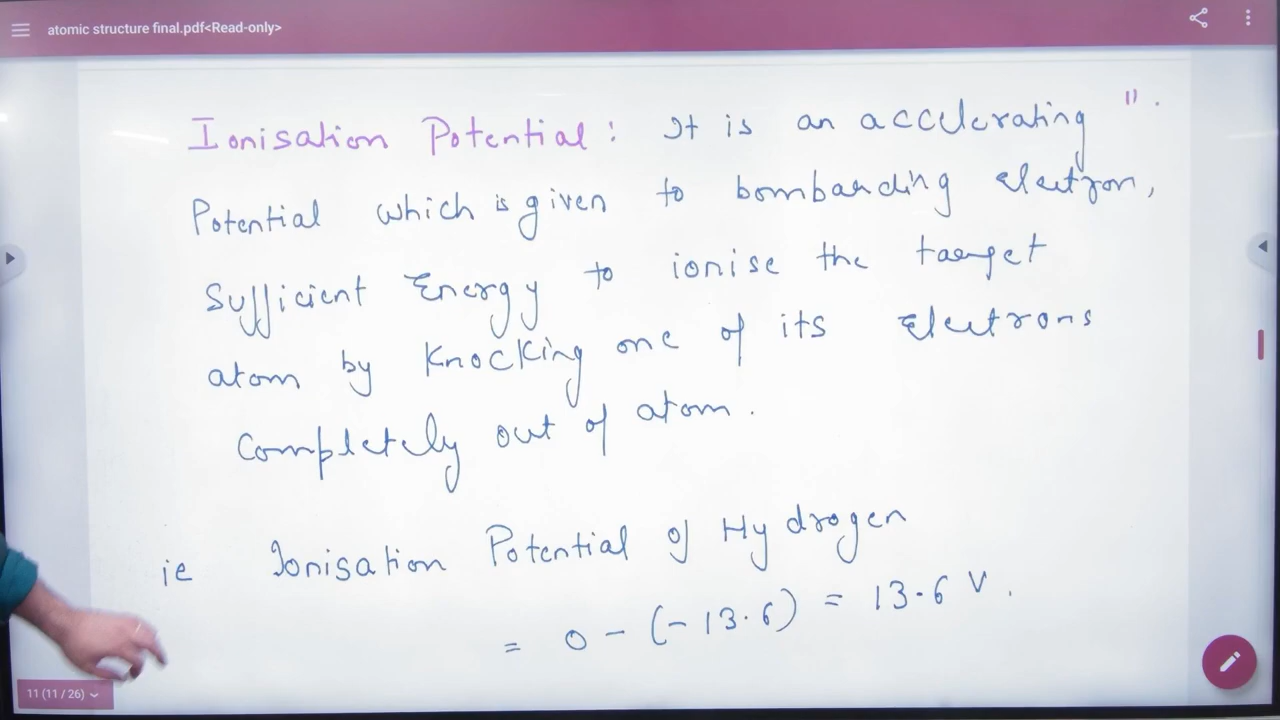 atomic structure final.pdf<Read-only>
Ionisation Potential: It is an accelerating
Potential which is given to bombarding electron,
Sufficient Energy to ionise the target
atom by Knocking one of its Electrons
Completely out of atom.
ie Ionisation Potential of Hydrogen
= 0 - (-13.6) = 13.6 V.
11 (11 / 26)